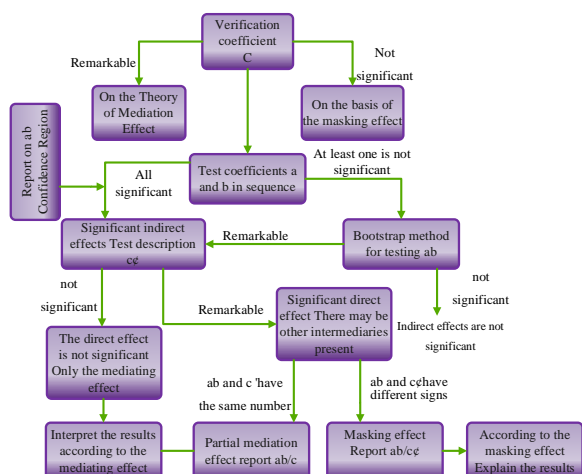 Verification
coefficient
C
Remarkable
Not
significant
On the Theory
of Mediation
Effect
On the basis of
the masking effect
Report on ab
Confidence Region
All
significant
Test coefficients a
and b in sequence
At least one is not
significant
Significant indirect
effects Test description
c¢
Remarkable
Bootstrap method
for testing ab
not
significant
Remarkable
Significant direct
effect There may be
other intermediaries
present
not
significant
Indirect effects are not
significant
The direct effect
is not significant
Only the mediating
effect
ab and c 'have
the same number
ab and c¢have
different signs
Interpret the results
according to the
mediating effect
Partial mediation
effect report ab/c
Masking effect
Report ab/c¢
According to the
masking effect
Explain the results